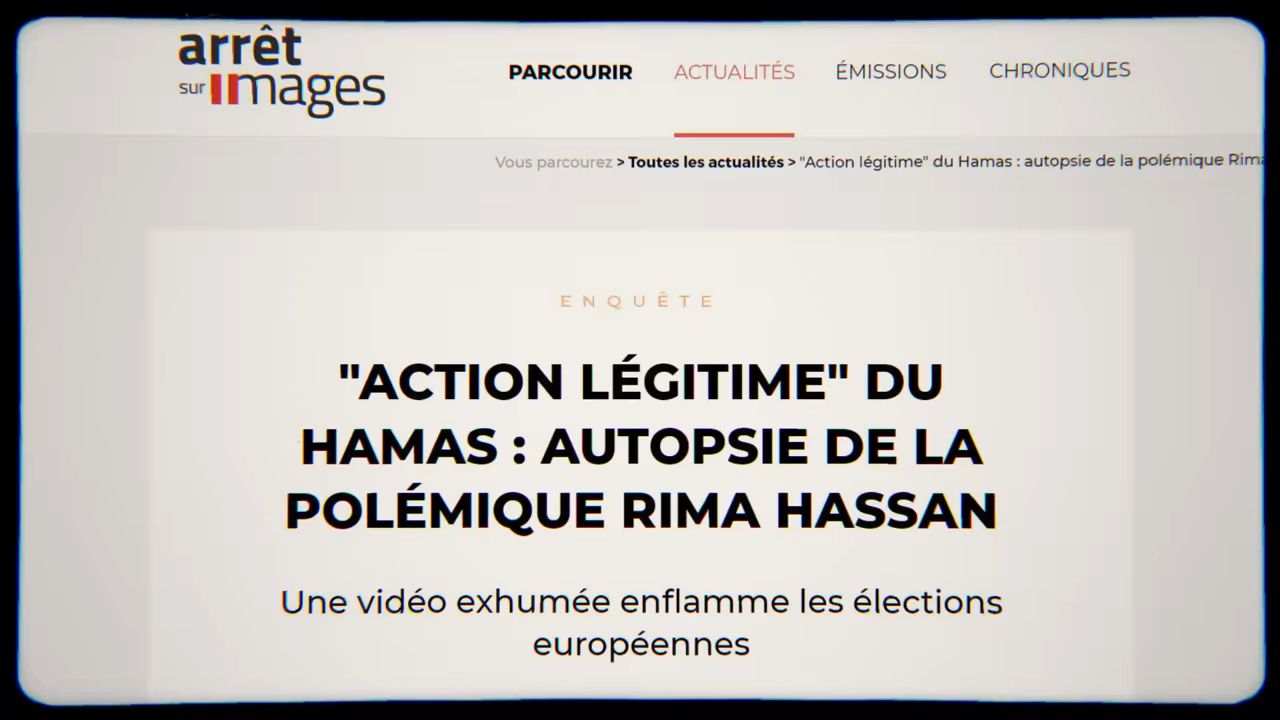 arrêt
sur images
PARCOURIR ACTUALITÉS ÉMISSIONS CHRONIQUES
Vous parcourez > Toutes les actualités > "Action légitime" du Hamas : autopsie de la polémique Rima
ENQUÊTE
"ACTION LÉGITIME" DU
HAMAS : AUTOPSIE DE LA
POLÉMIQUE RIMA HASSAN
Une vidéo exhumée enflamme les élections
européennes